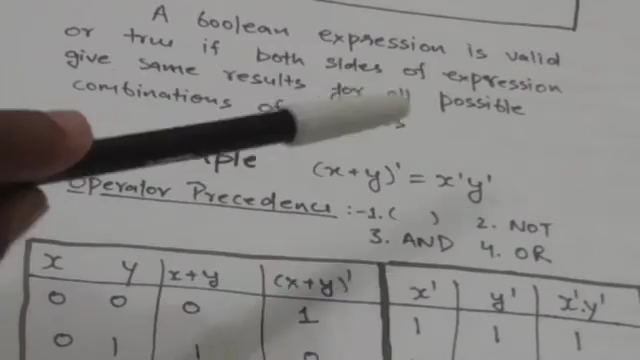 A boolean expression is valid
or true if both sides of expression
give same results for all possible
combinations of
(x+y)' = x'y'
Operator Precedence :-1. ( ) 2. NOT
3. AND 4. OR
x y x+y (x+y)' x' y' x'.y'
0 0 0 1 1 1 1
0 1 1 0